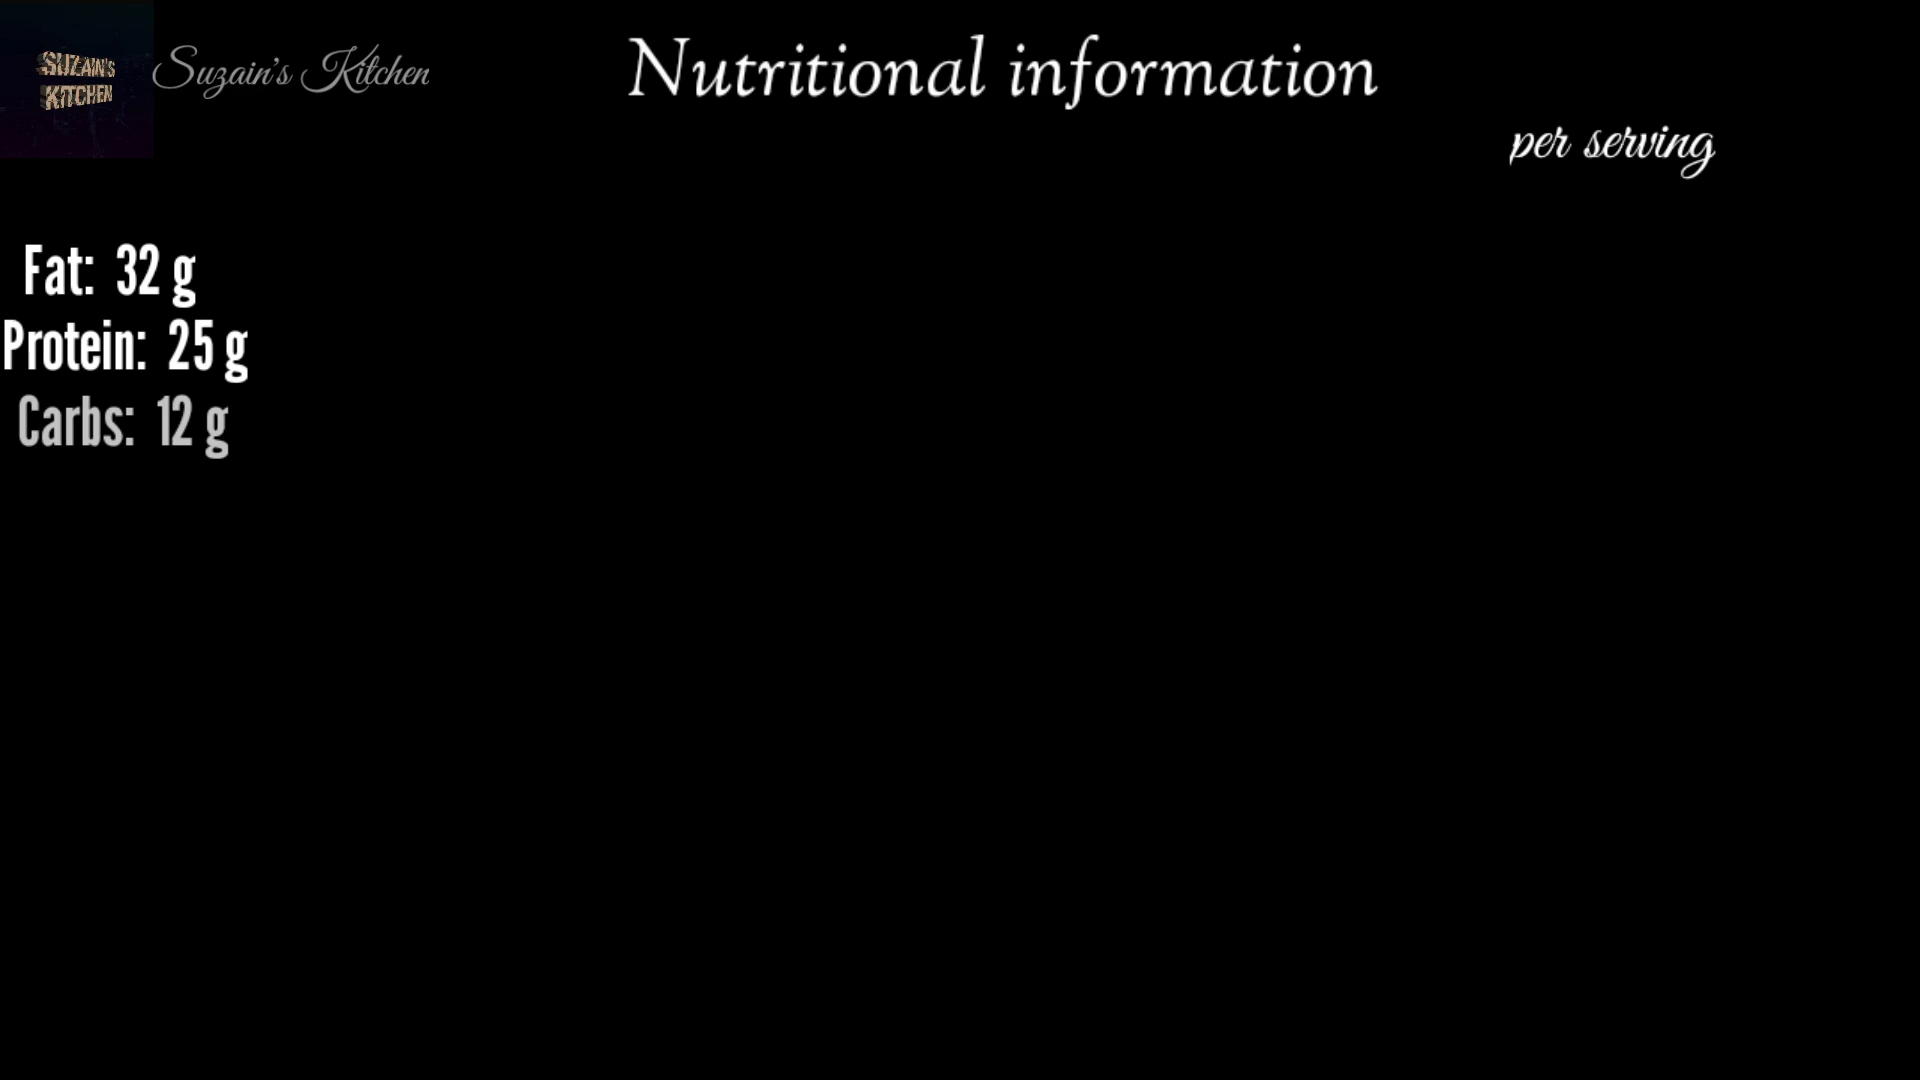 SUZAIN'S
KITCHEN
Suzain's Kitchen
Nutritional information
per serving
Fat: 32 g
Protein: 25 g
Carbs: 12 g